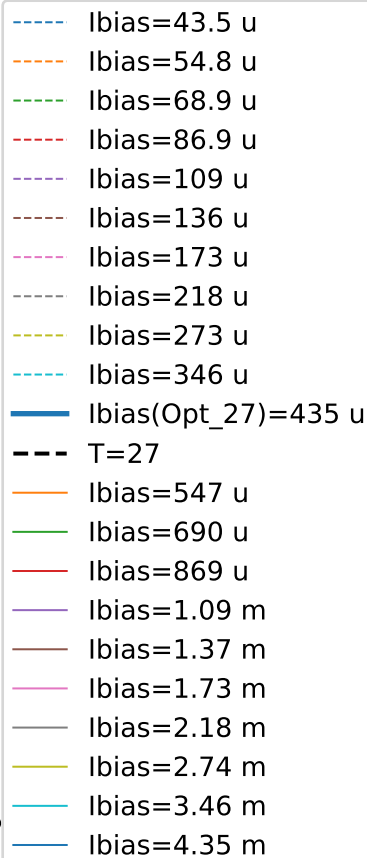 Ibias=43.5 u
Ibias=54.8 u
Ibias=68.9 u
Ibias=86.9 u
Ibias=109 u
Ibias=136 u
Ibias=173 u
Ibias=218 u
Ibias=273 u
Ibias=346 u
Ibias(Opt_27)=435 u
T=27
Ibias=547 u
Ibias=690 u
Ibias=869 u
Ibias=1.09 m
Ibias=1.37 m
Ibias=1.73 m
Ibias=2.18 m
Ibias=2.74 m
Ibias=3.46 m
Ibias=4.35 m